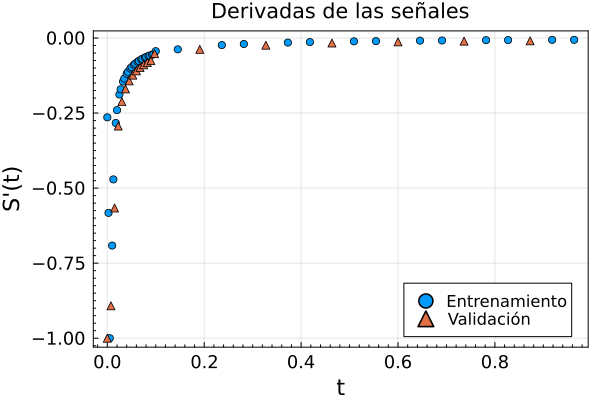 Derivadas de las señales
S'(t)
0.00
−0.25
−0.50
−0.75
−1.00
0.0 0.2 0.4 0.6 0.8
t
Entrenamiento
Validación